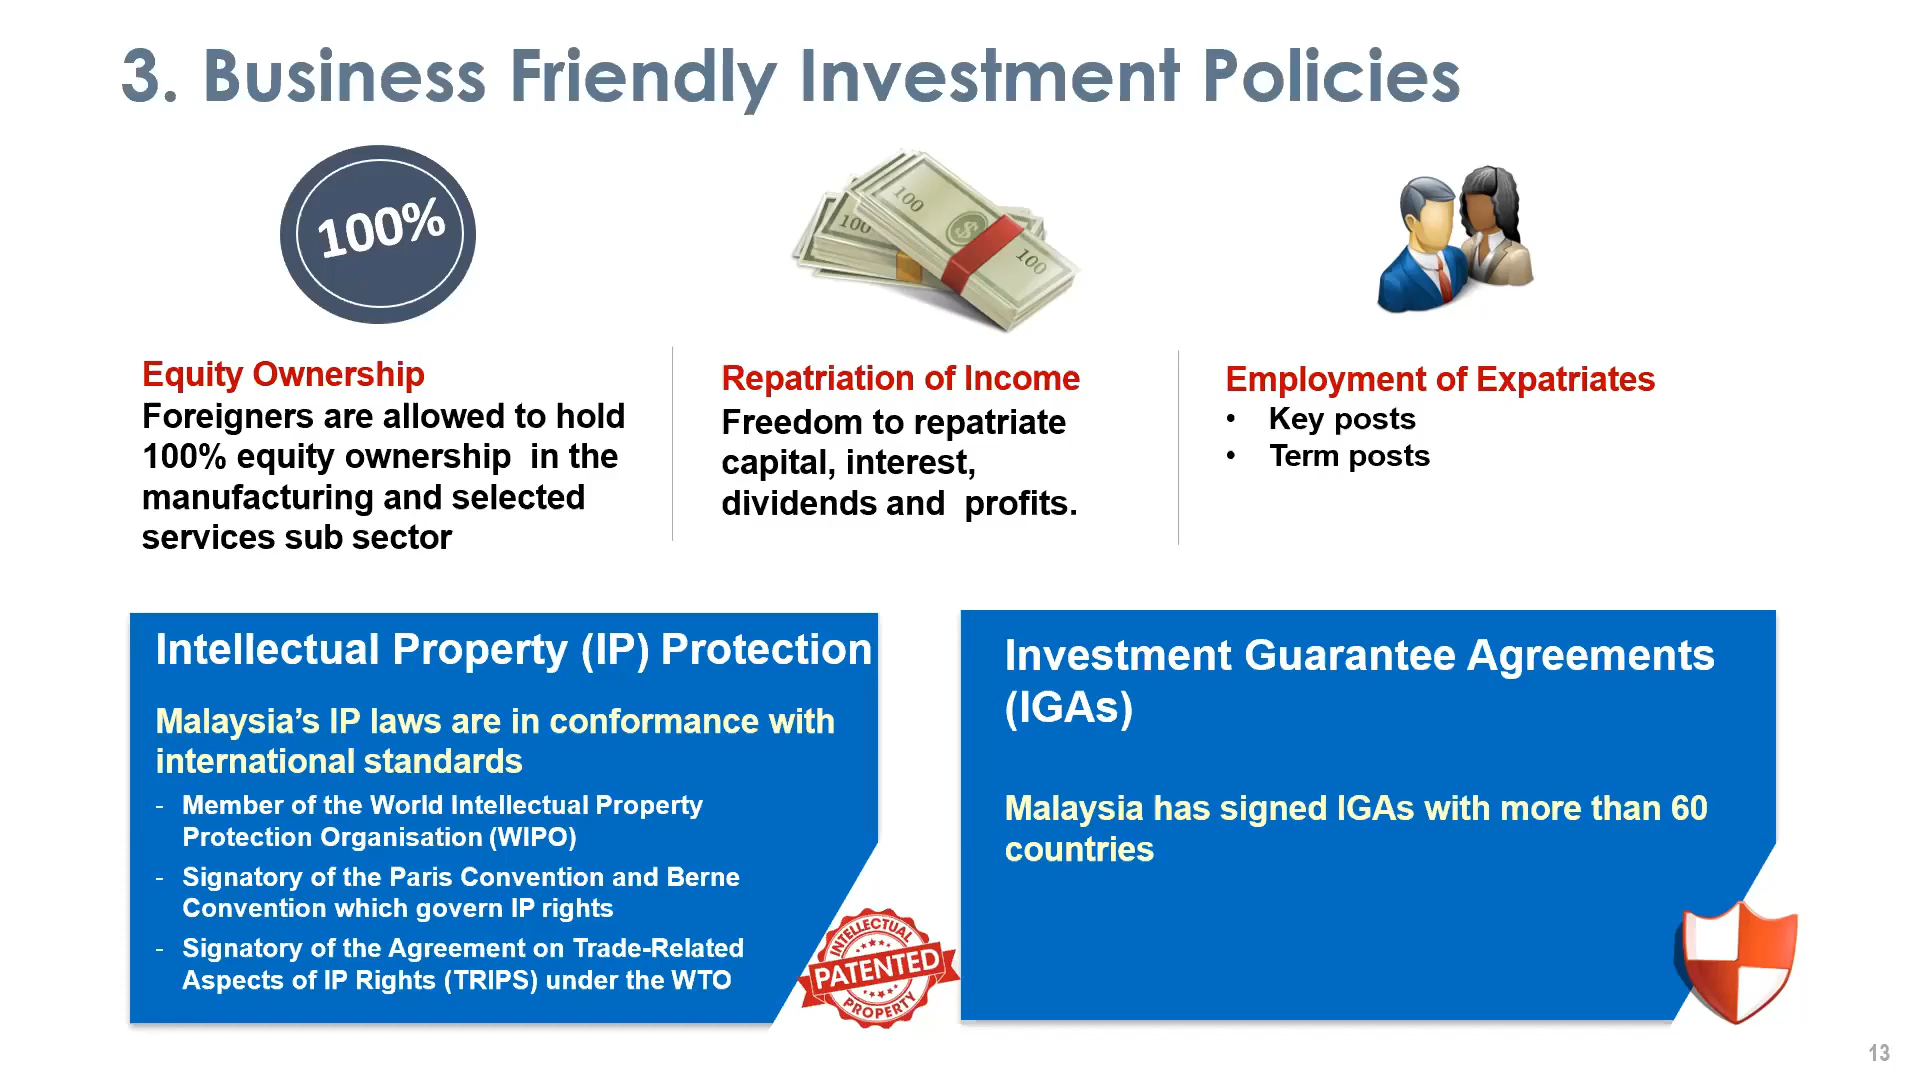 3. Business Friendly Investment Policies
100%
100
100
100
$
Equity Ownership
Foreigners are allowed to hold
100% equity ownership  in the
manufacturing and selected
services sub sector
Repatriation of Income
Freedom to repatriate
capital, interest,
dividends and  profits.
Employment of Expatriates
• Key posts
• Term posts
Intellectual Property (IP) Protection
Malaysia’s IP laws are in conformance with
international standards
- Member of the World Intellectual Property
Protection Organisation (WIPO)
- Signatory of the Paris Convention and Berne
Convention which govern IP rights
- Signatory of the Agreement on Trade-Related
Aspects of IP Rights (TRIPS) under the WTO
INTELLECTUAL
PATENTED
PROPERTY
Investment Guarantee Agreements
(IGAs)
Malaysia has signed IGAs with more than 60
countries
13